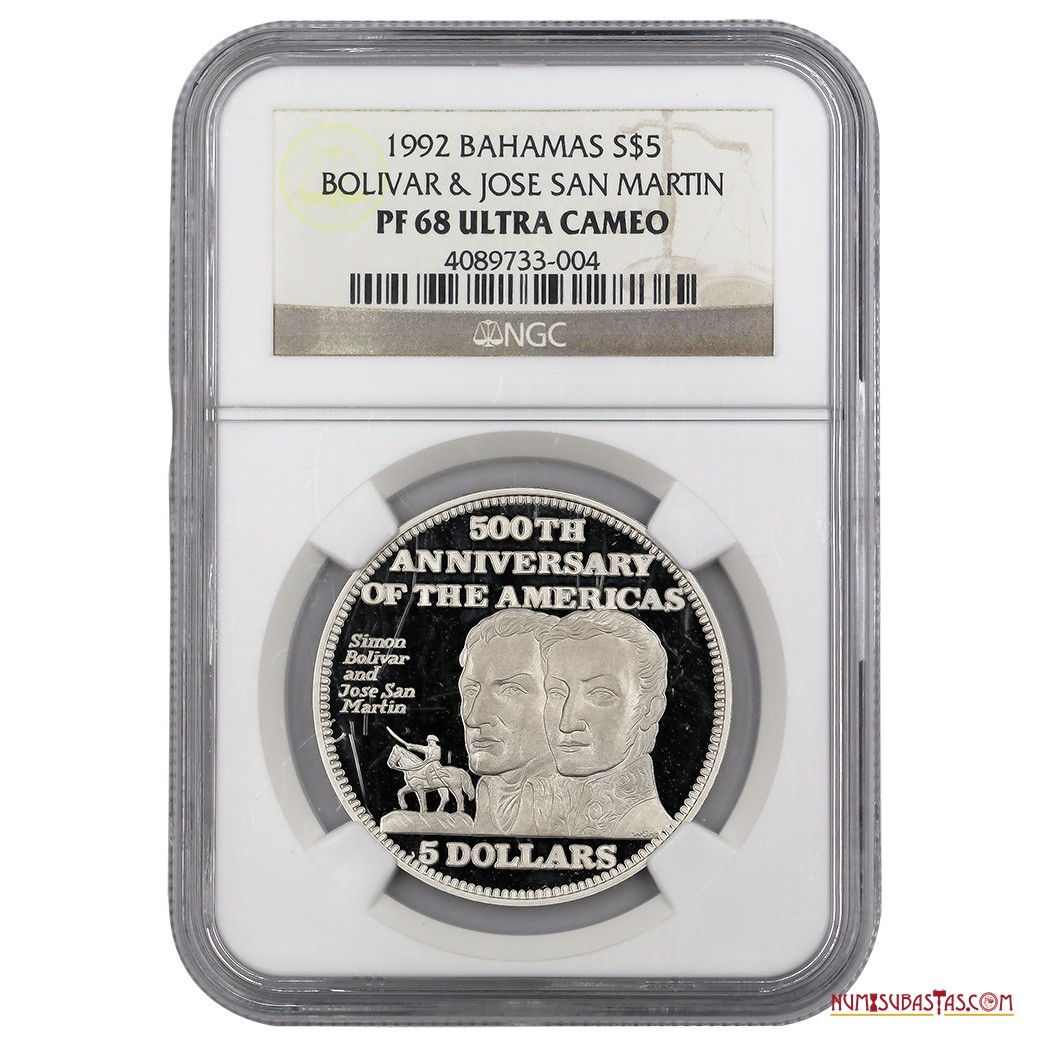 1992 BAHAMAS S$5
BOLIVAR & JOSE SAN MARTIN
PF 68 ULTRA CAMEO
4089733-004
NGC
500TH
ANNIVERSARY
OF THE AMERICAS
Simon
Bolivar
and
Jose San
Martin
5 DOLLARS
NUMISUBASTAS.COM